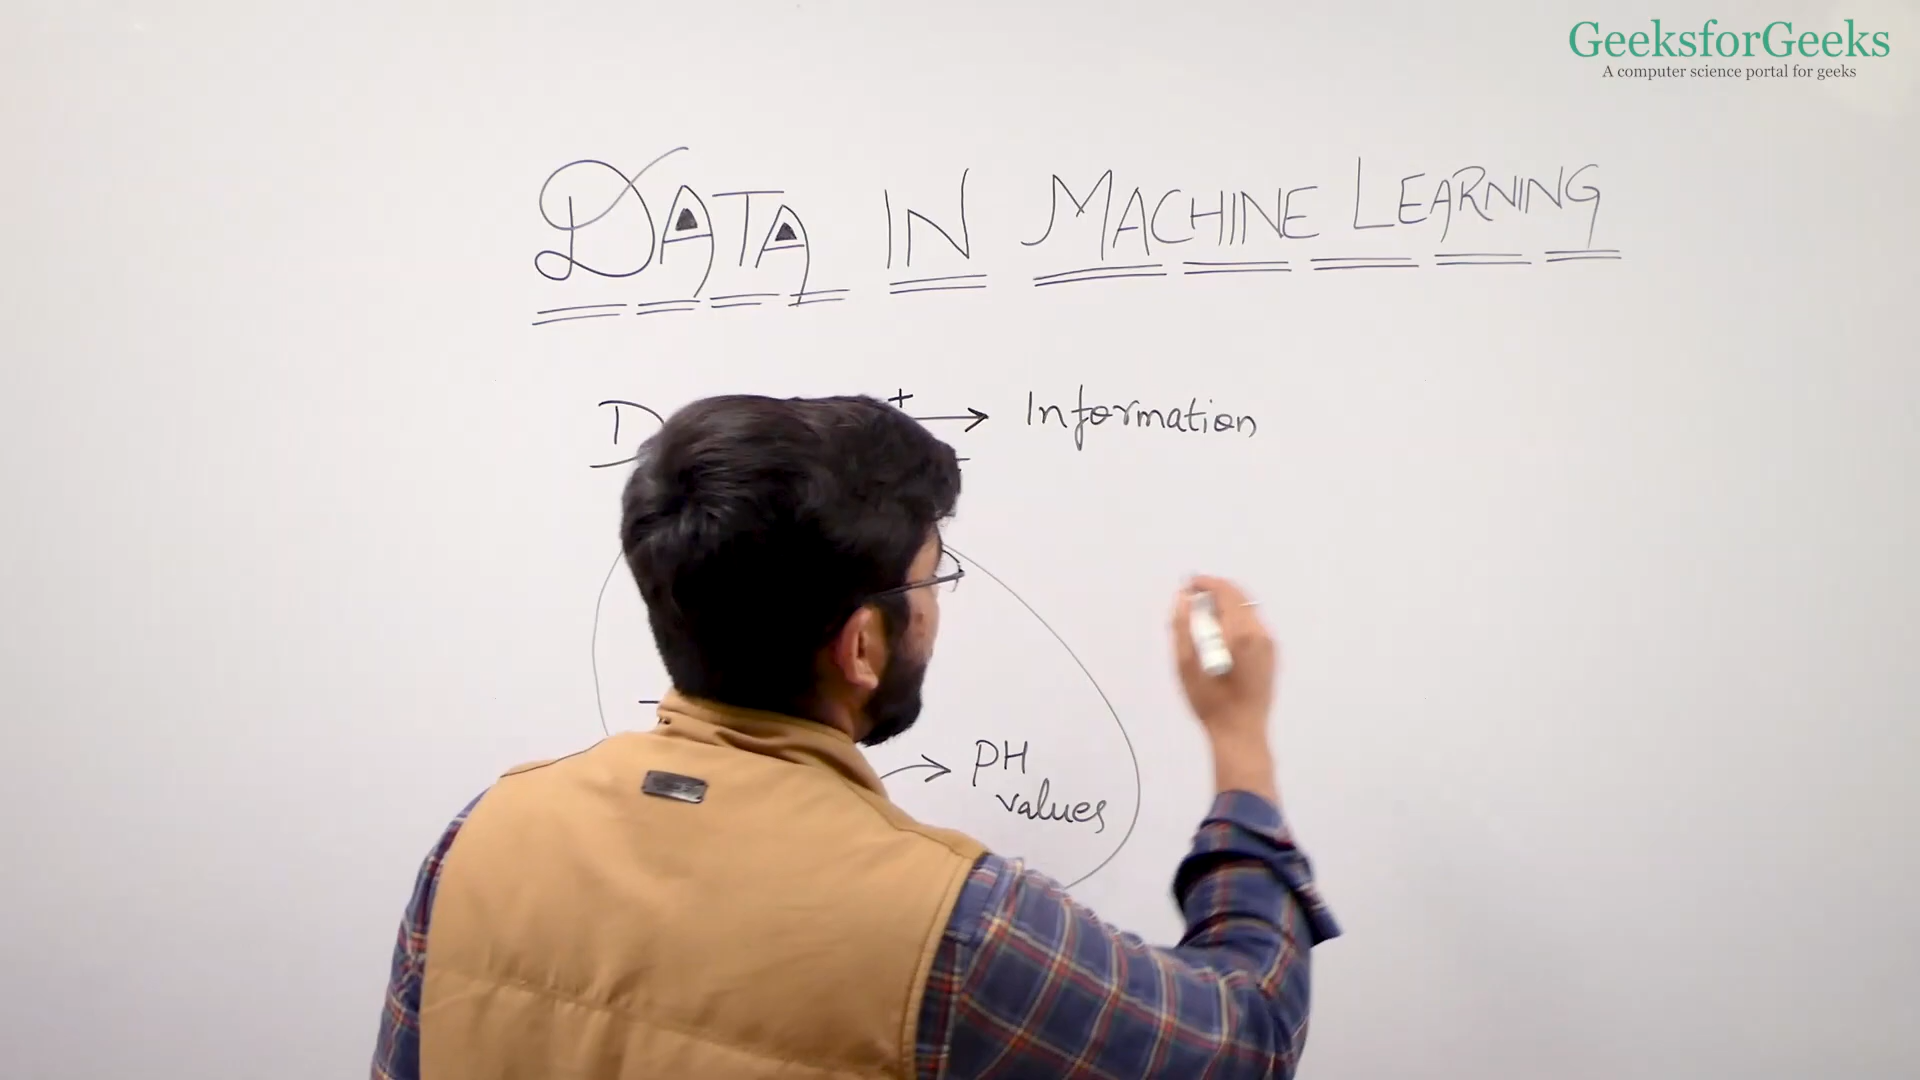 GeeksforGeeks
A computer science portal for geeks
DATA IN MACHINE LEARNING
+
Information
PH
values